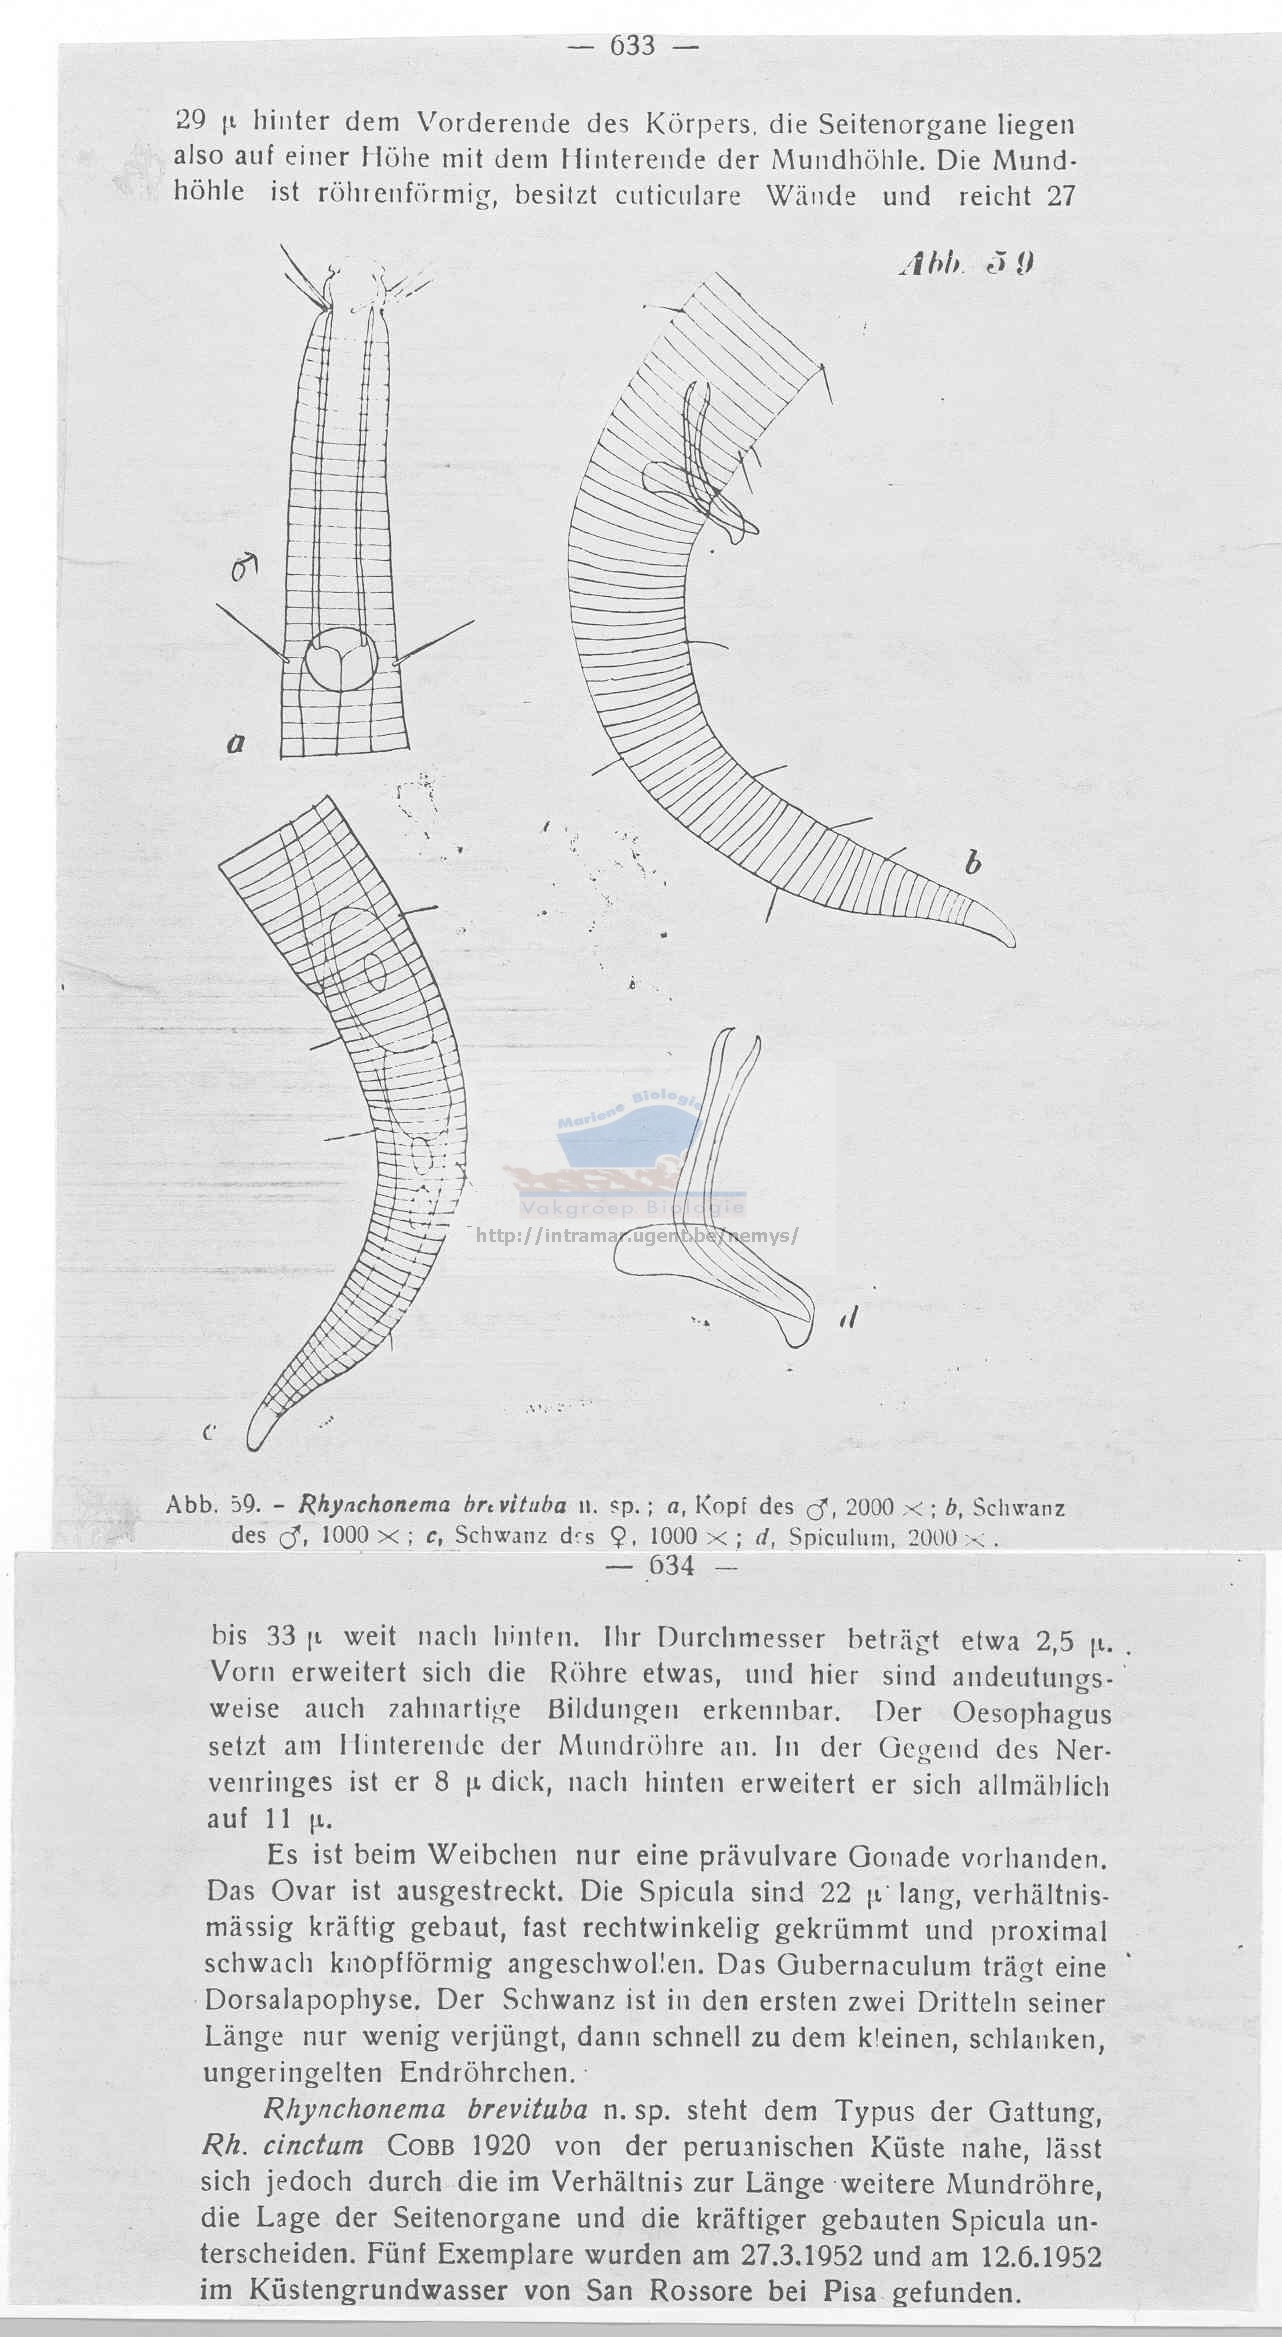 — 633 —
29 µ hinter dem Vorderende des Körpers, die Seitenorgane liegen
also auf einer Höhe mit dem Hinterende der Mundhöhle. Die Mund-
höhle ist röhrenförmig, besitzt cuticulare Wände und reicht 27
Abb. 59
♂
a
b
Mariene Biologie
Vakgroep Biologie
http://intramar.ugent.be/nemys/
d
c
Abb. 59. – Rhynchonema brevituba n. sp.; a, Kopf des ♂, 2000 ×; b, Schwanz
des ♂, 1000 ×; c, Schwanz des ♀, 1000 ×; d, Spiculum, 2000 ×.
— 634 —
bis 33 µ weit nach hinten. Ihr Durchmesser beträgt etwa 2,5 µ.
Vorn erweitert sich die Röhre etwas, und hier sind andeutungs-
weise auch zahnartige Bildungen erkennbar. Der Oesophagus
setzt am Hinterende der Mundröhre an. In der Gegend des Ner-
venringes ist er 8 µ dick, nach hinten erweitert er sich allmählich
auf 11 µ.
Es ist beim Weibchen nur eine prävulvare Gonade vorhanden.
Das Ovar ist ausgestreckt. Die Spicula sind 22 µ lang, verhältnis-
mässig kräftig gebaut, fast rechtwinkelig gekrümmt und proximal
schwach knopfförmig angeschwollen. Das Gubernaculum trägt eine
Dorsalapophyse. Der Schwanz ist in den ersten zwei Dritteln seiner
Länge nur wenig verjüngt, dann schnell zu dem kleinen, schlanken,
ungeringelten Endröhrchen.
Rhynchonema brevituba n. sp. steht dem Typus der Gattung,
Rh. cinctum COBB 1920 von der peruanischen Küste nahe, lässt
sich jedoch durch die im Verhältnis zur Länge weitere Mundröhre,
die Lage der Seitenorgane und die kräftiger gebauten Spicula un-
terscheiden. Fünf Exemplare wurden am 27.3.1952 und am 12.6.1952
im Küstengrundwasser von San Rossore bei Pisa gefunden.